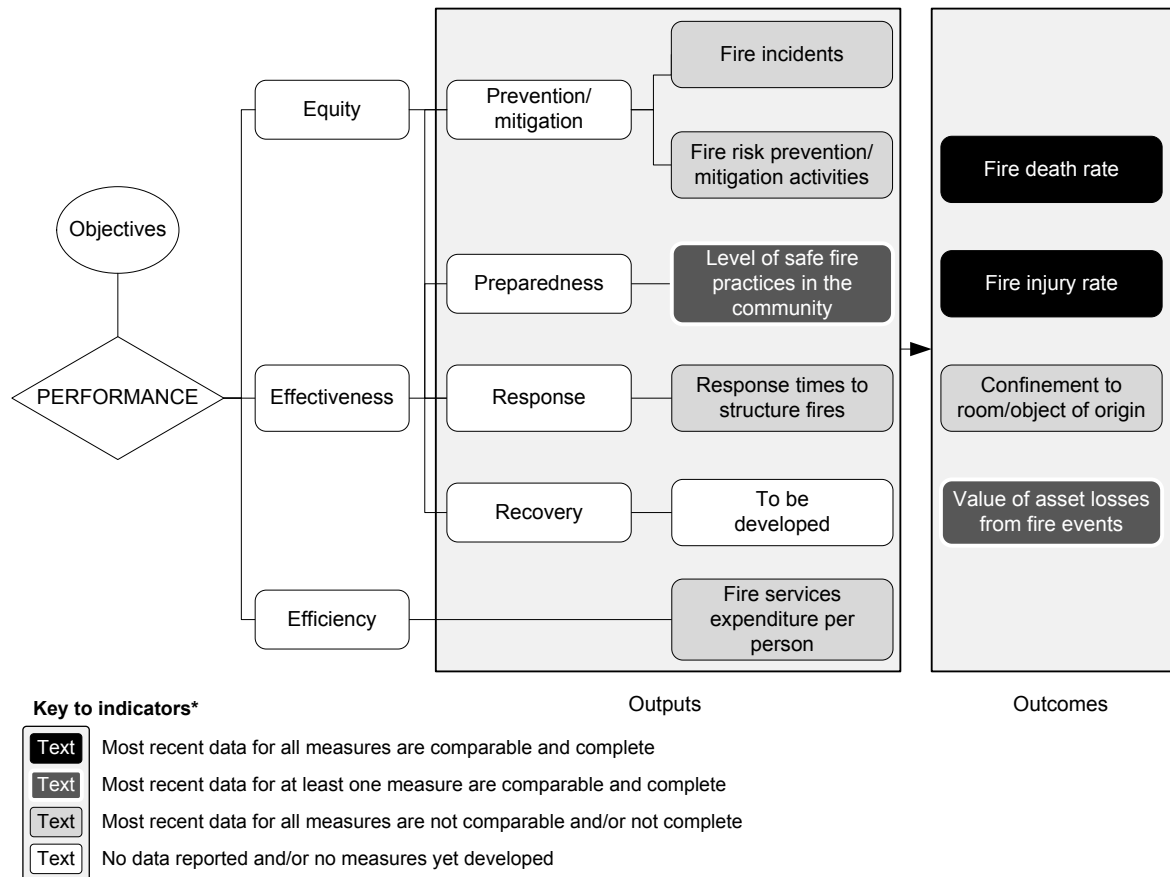 Objectives
PERFORMANCE
Equity
Effectiveness
Efficiency
Prevention/
mitigation
Preparedness
Response
Recovery
Fire incidents
Fire risk prevention/
mitigation activities
Level of safe fire
practices in the
community
Response times to
structure fires
To be
developed
Fire services
expenditure per
person
Outputs
Fire death rate
Fire injury rate
Confinement to
room/object of origin
Value of asset losses
from fire events
Outcomes
Key to indicators*
Text Most recent data for all measures are comparable and complete
Text Most recent data for at least one measure are comparable and complete
Text Most recent data for all measures are not comparable and/or not complete
Text No data reported and/or no measures yet developed